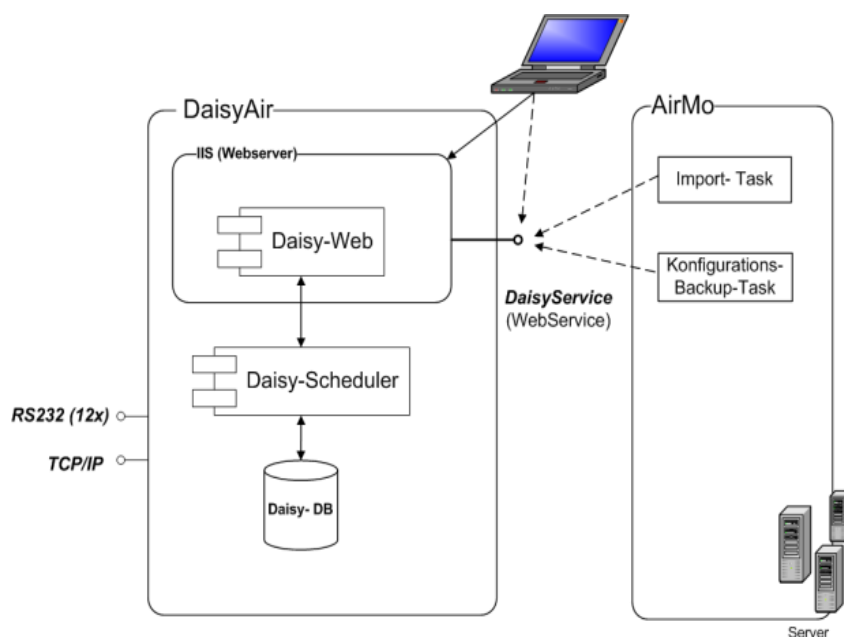 DaisyAir
AirMo
IIS (Webserver)
Daisy-Web
Import- Task
Konfigurations-
Backup-Task
DaisyService
(WebService)
Daisy-Scheduler
RS232 (12x)
TCP/IP
Daisy- DB
Server